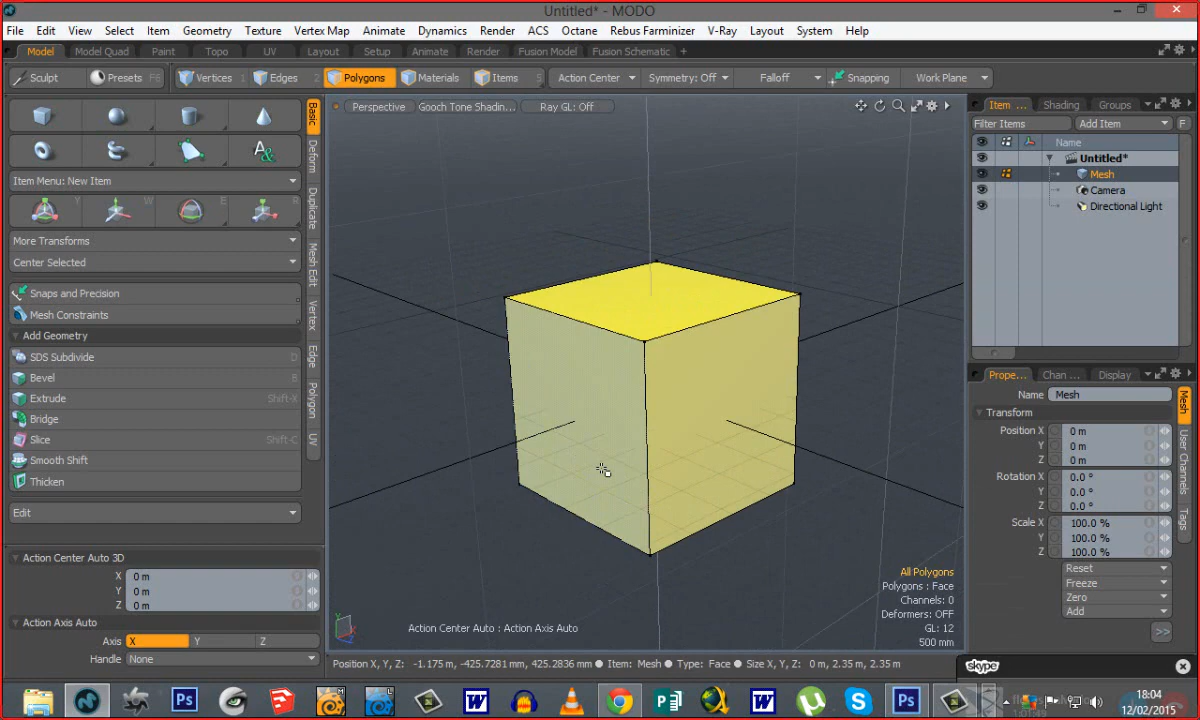 Untitled* - MODO
File Edit View Select Item Geometry Texture Vertex Map Animate Dynamics Render ACS Octane Rebus Farminizer V-Ray Layout System Help
Model Model Quad Paint Topo UV Layout Setup Animate Render Fusion Model Fusion Schematic +
Sculpt Presets F6 Vertices 1 Edges 2 Polygons Materials Items 5 Action Center Symmetry: Off Falloff Snapping Work Plane
Perspective Gooch Tone Shadin... Ray GL: Off
Basic
Deform
Duplicate
Mesh Edit
Vertex
Edge
Polygon
UV
Item Menu: New Item
Y W E R
More Transforms
Center Selected
Snaps and Precision
Mesh Constraints
Add Geometry
SDS Subdivide D
Bevel B
Extrude Shift-X
Bridge
Slice Shift-C
Smooth Shift
Thicken
Edit
Action Center Auto 3D
X 0 m
Y 0 m
Z 0 m
Action Axis Auto
Axis X Y Z
Handle None
All Polygons
Polygons : Face
Channels: 0
Deformers: OFF
GL: 12
500 mm
Action Center Auto : Action Axis Auto
Position X, Y, Z: -1.175 m, -425.7281 mm, 425.2836 mm Item: Mesh Type: Face Size X, Y, Z: 0 m, 2.35 m, 2.35 m
Item ... Shading Groups
Filter Items Add Item F
Name
Untitled*
Mesh
Camera
Directional Light
Prope... Chan ... Display
Name Mesh
Transform
Position X 0 m
Y 0 m
Z 0 m
Rotation X 0.0 °
Y 0.0 °
Z 0.0 °
Scale X 100.0 %
Y 100.0 %
Z 100.0 %
Reset
Freeze
Zero
Add
>>
Mesh
User Channels
Tags
skype
18:04
12/02/2015